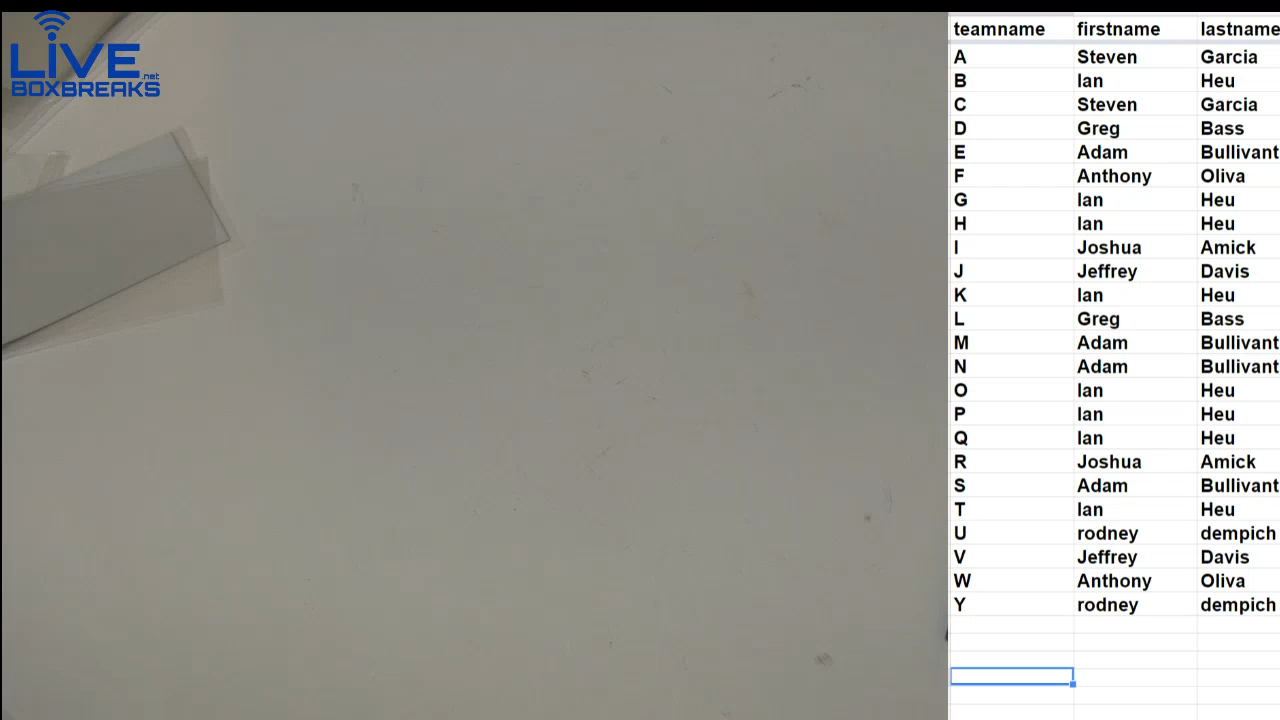 LIVE
.net
BOXBREAKS
teamname firstname lastname
A Steven Garcia
B Ian Heu
C Steven Garcia
D Greg Bass
E Adam Bullivant
F Anthony Oliva
G Ian Heu
H Ian Heu
I Joshua Amick
J Jeffrey Davis
K Ian Heu
L Greg Bass
M Adam Bullivant
N Adam Bullivant
O Ian Heu
P Ian Heu
Q Ian Heu
R Joshua Amick
S Adam Bullivant
T Ian Heu
U rodney dempich
V Jeffrey Davis
W Anthony Oliva
Y rodney dempich